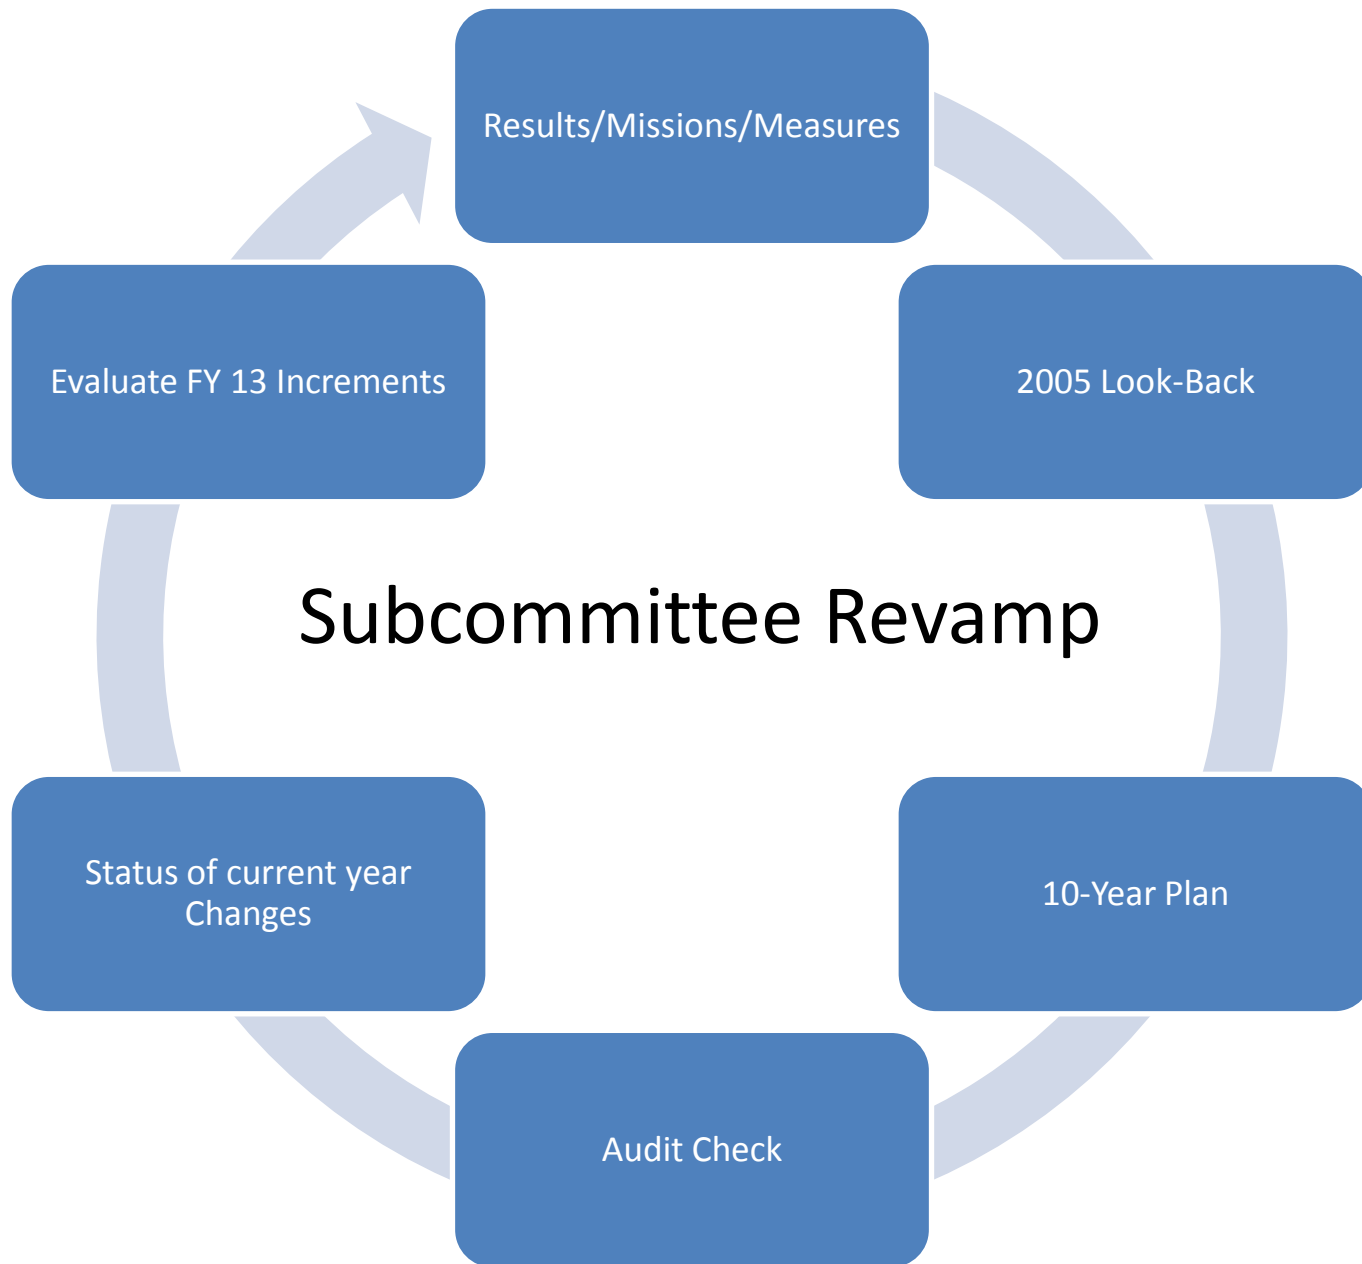 Results/Missions/Measures
Evaluate FY 13 Increments
2005 Look-Back
Subcommittee Revamp
Status of current year
Changes
10-Year Plan
Audit Check